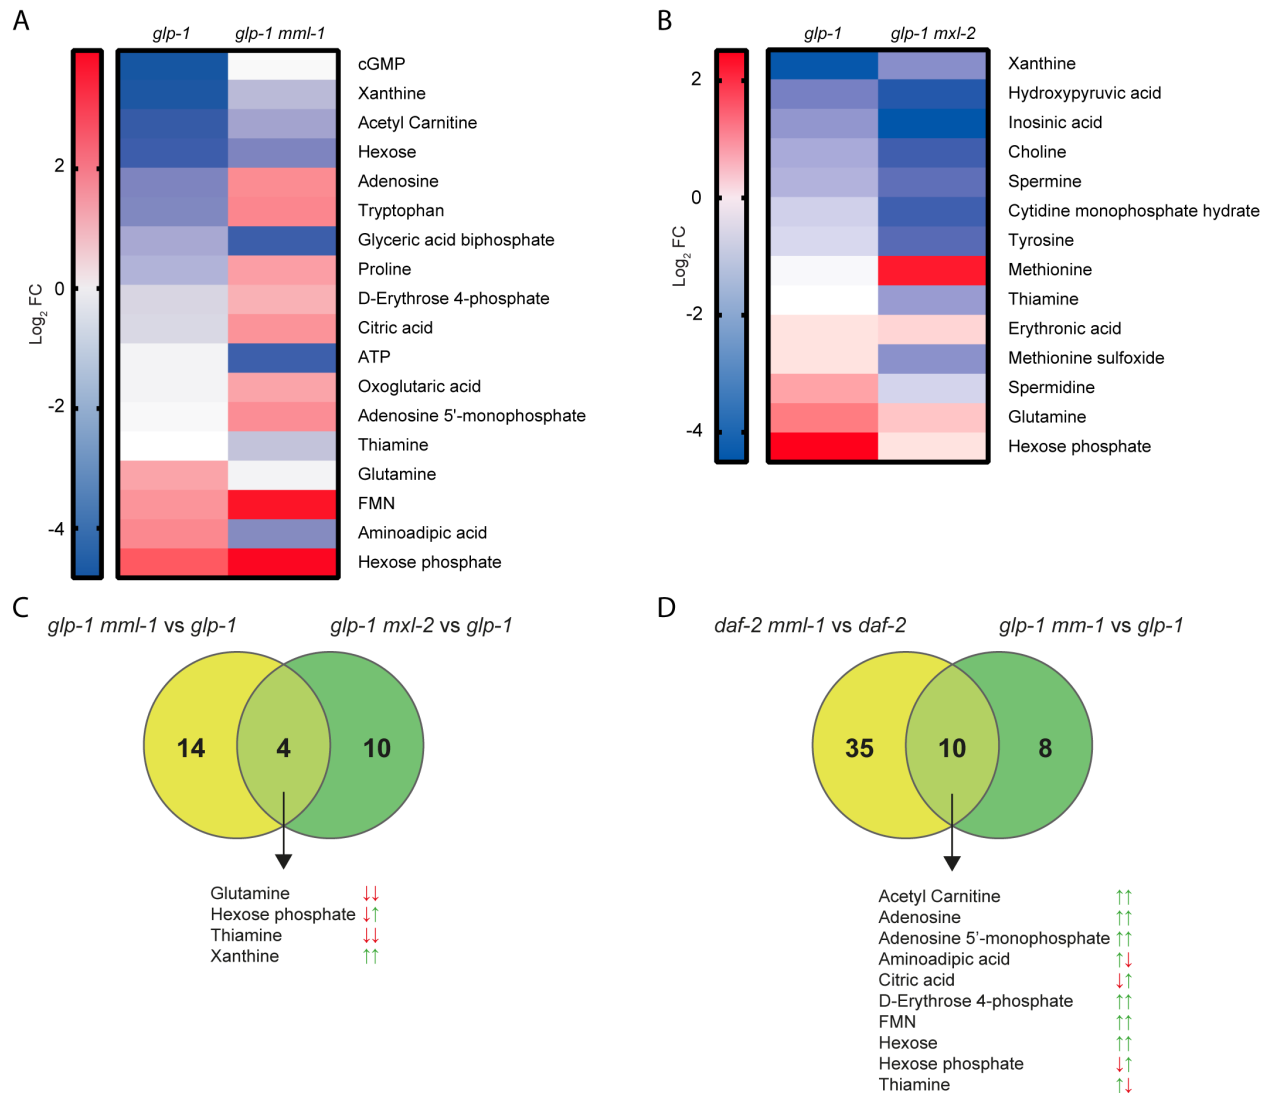 A
glp-1 glp-1 mml-1
2
0
-2
-4
Log2 FC
cGMP
Xanthine
Acetyl Carnitine
Hexose
Adenosine
Tryptophan
Glyceric acid biphosphate
Proline
D-Erythrose 4-phosphate
Citric acid
ATP
Oxoglutaric acid
Adenosine 5'-monophosphate
Thiamine
Glutamine
FMN
Aminoadipic acid
Hexose phosphate
B
glp-1 glp-1 mxl-2
2
0
-2
-4
Log2 FC
Xanthine
Hydroxypyruvic acid
Inosinic acid
Choline
Spermine
Cytidine monophosphate hydrate
Tyrosine
Methionine
Thiamine
Erythronic acid
Methionine sulfoxide
Spermidine
Glutamine
Hexose phosphate
C
glp-1 mml-1 vs glp-1 glp-1 mxl-2 vs glp-1
14 4 10
Glutamine ↓↓
Hexose phosphate ↓↑
Thiamine ↓↓
Xanthine ↑↑
D
daf-2 mml-1 vs daf-2 glp-1 mm-1 vs glp-1
35 10 8
Acetyl Carnitine ↑↑
Adenosine ↑↑
Adenosine 5’-monophosphate ↑↑
Aminoadipic acid ↑↓
Citric acid ↓↑
D-Erythrose 4-phosphate ↑↑
FMN ↑↑
Hexose ↑↑
Hexose phosphate ↓↑
Thiamine ↑↓